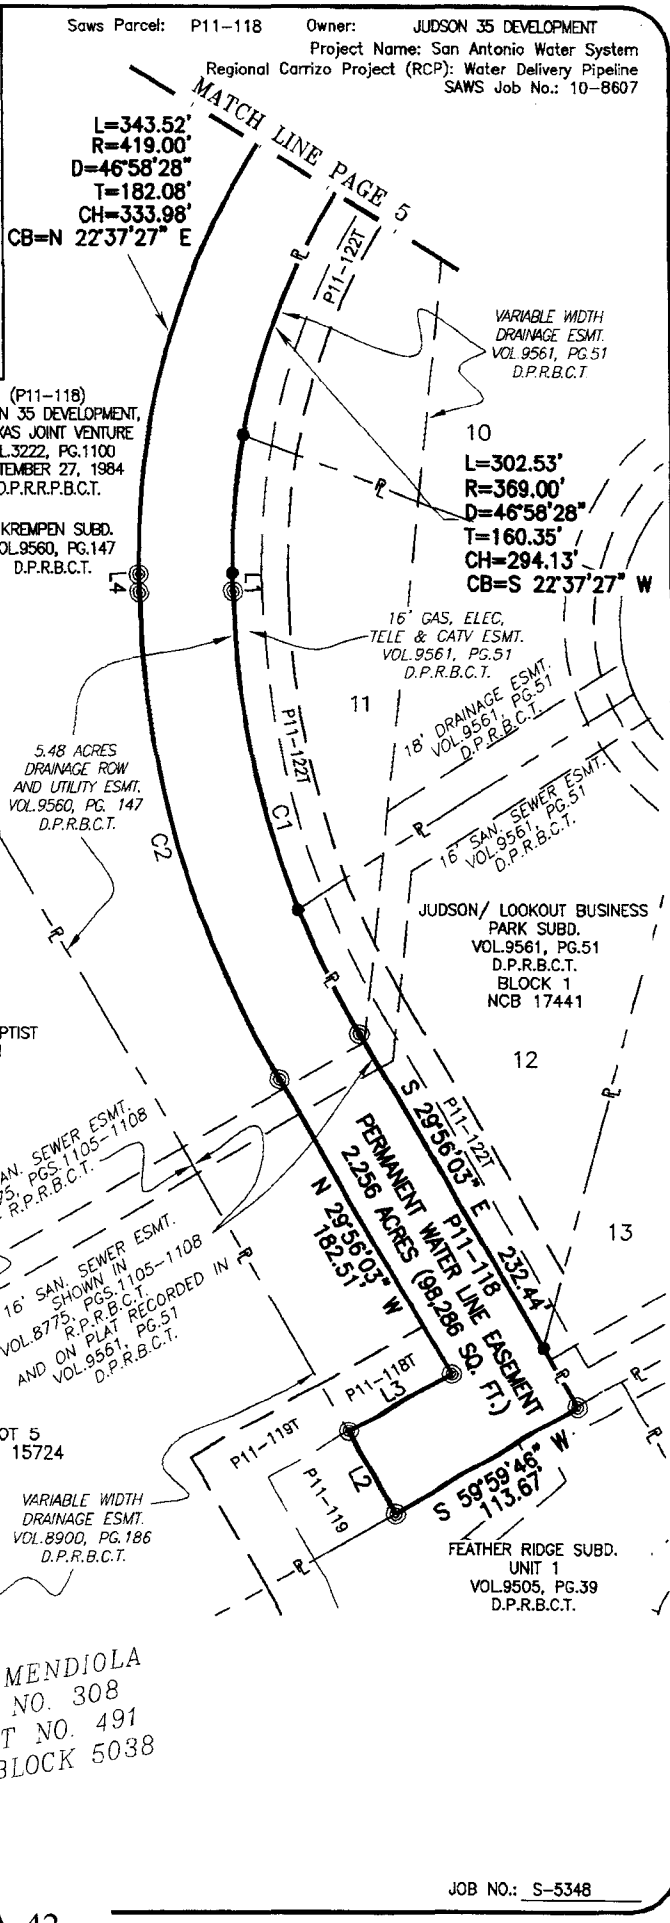 Saws Parcel: P11-118 Owner: JUDSON 35 DEVELOPMENT
Project Name: San Antonio Water System
Regional Carrizo Project (RCP): Water Delivery Pipeline
SAWS Job No.: 10-8607
MATCH LINE PAGE 5
L=343.52'
R=419.00'
D=46°58'28"
T=182.08'
CH=333.98'
CB=N 22°37'27" E
P11-122T
VARIABLE WIDTH
DRAINAGE ESMT.
VOL.9561, PG.51
D.P.R.B.C.T
(P11-118)
N 35 DEVELOPMENT,
XAS JOINT VENTURE
L.3222, PG.1100
TEMBER 27, 1984
D.P.R.R.P.B.C.T.
10
L=302.53'
R=369.00'
D=46°58'28"
T=160.35'
CH=294.13'
CB=S 22°37'27" W
KREMPEN SUBD.
OL.9560, PG.147
D.P.R.B.C.T.
L4
L1
16' GAS, ELEC,
TELE & CATV ESMT.
VOL.9561, PG.51
D.P.R.B.C.T.
11
18' DRAINAGE ESMT.
VOL.9561, PG.51
D.P.R.B.C.T.
P11-122T
5.48 ACRES
DRAINAGE ROW
AND UTILITY ESMT.
VOL.9560, PG. 147
D.P.R.B.C.T.
C2
C1
16' SAN. SEWER ESMT.
VOL.9561, PG.51
D.P.R.B.C.T.
JUDSON/ LOOKOUT BUSINESS
PARK SUBD.
VOL.9561, PG.51
D.P.R.B.C.T.
BLOCK 1
NCB 17441
PTIST
12
AN. SEWER ESMT.
75, PGS.1105-1108
R.P.R.B.C.T.
S 29°56'03" E 232.44'
P11-122T
P11-118
PERMANENT WATER LINE EASEMENT
2.256 ACRES (98,286 SQ. FT.)
N 29°56'03" W
182.51'
13
16' SAN. SEWER ESMT.
SHOWN IN
VOL.8775, PGS.1105-1108
R.P.R.B.C.T.
AND ON PLAT RECORDED IN
VOL.9561, PG.51
D.P.R.B.C.T.
P11-118T
L3
P11-119T
L2
P11-119
OT 5
15724
S 59°59'46" W
113.67'
VARIABLE WIDTH
DRAINAGE ESMT.
VOL.8900, PG.186
D.P.R.B.C.T.
FEATHER RIDGE SUBD.
UNIT 1
VOL.9505, PG.39
D.P.R.B.C.T.
MENDIOLA
NO. 308
T NO. 491
BLOCK 5038
JOB NO.: S-5348